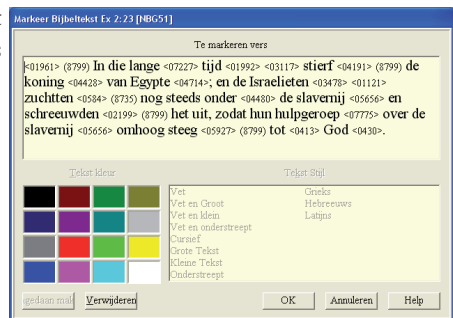 Markeer Bijbeltekst Ex 2:23 [NBG51]
Te markeren vers
<01961> (8799) In die lange <07227> tijd <01992> <03117> stierf <04191> (8799) de
koning <04428> van Egypte <04714>; en de Israelieten <03478> <01121>
zuchtten <0584> (8735) nog steeds onder <04480> de slavernij <05656> en
schreeuwden <02199> (8799) het uit, zodat hun hulpgeroep <07775> over de
slavernij <05656> omhoog steeg <05927> (8799) tot <0413> God <0430>.
Tekst kleur
Tekst Stijl
Vet
Vet en Groot
Vet en klein
Vet en onderstreept
Cursief
Grote Tekst
Kleine Tekst
Onderstreept
Grieks
Hebreeuws
Latijns
gedaan mak
Verwijderen
OK
Annuleren
Help